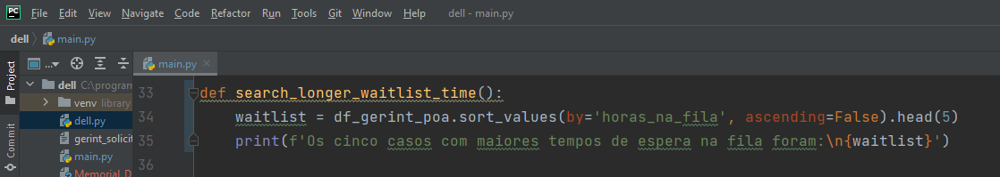 PC File Edit View Navigate Code Refactor Run Tools Git Window Help dell - main.py
dell main.py
Project ... main.py
dell C:\program
venv library
dell.py
gerint_solicit
main.py
Memorial_D
Commit
33 def search_longer_waitlist_time():
34 waitlist = df_gerint_poa.sort_values(by='horas_na_fila', ascending=False).head(5)
35 print(f'Os cinco casos com maiores tempos de espera na fila foram:\n{waitlist}')
36